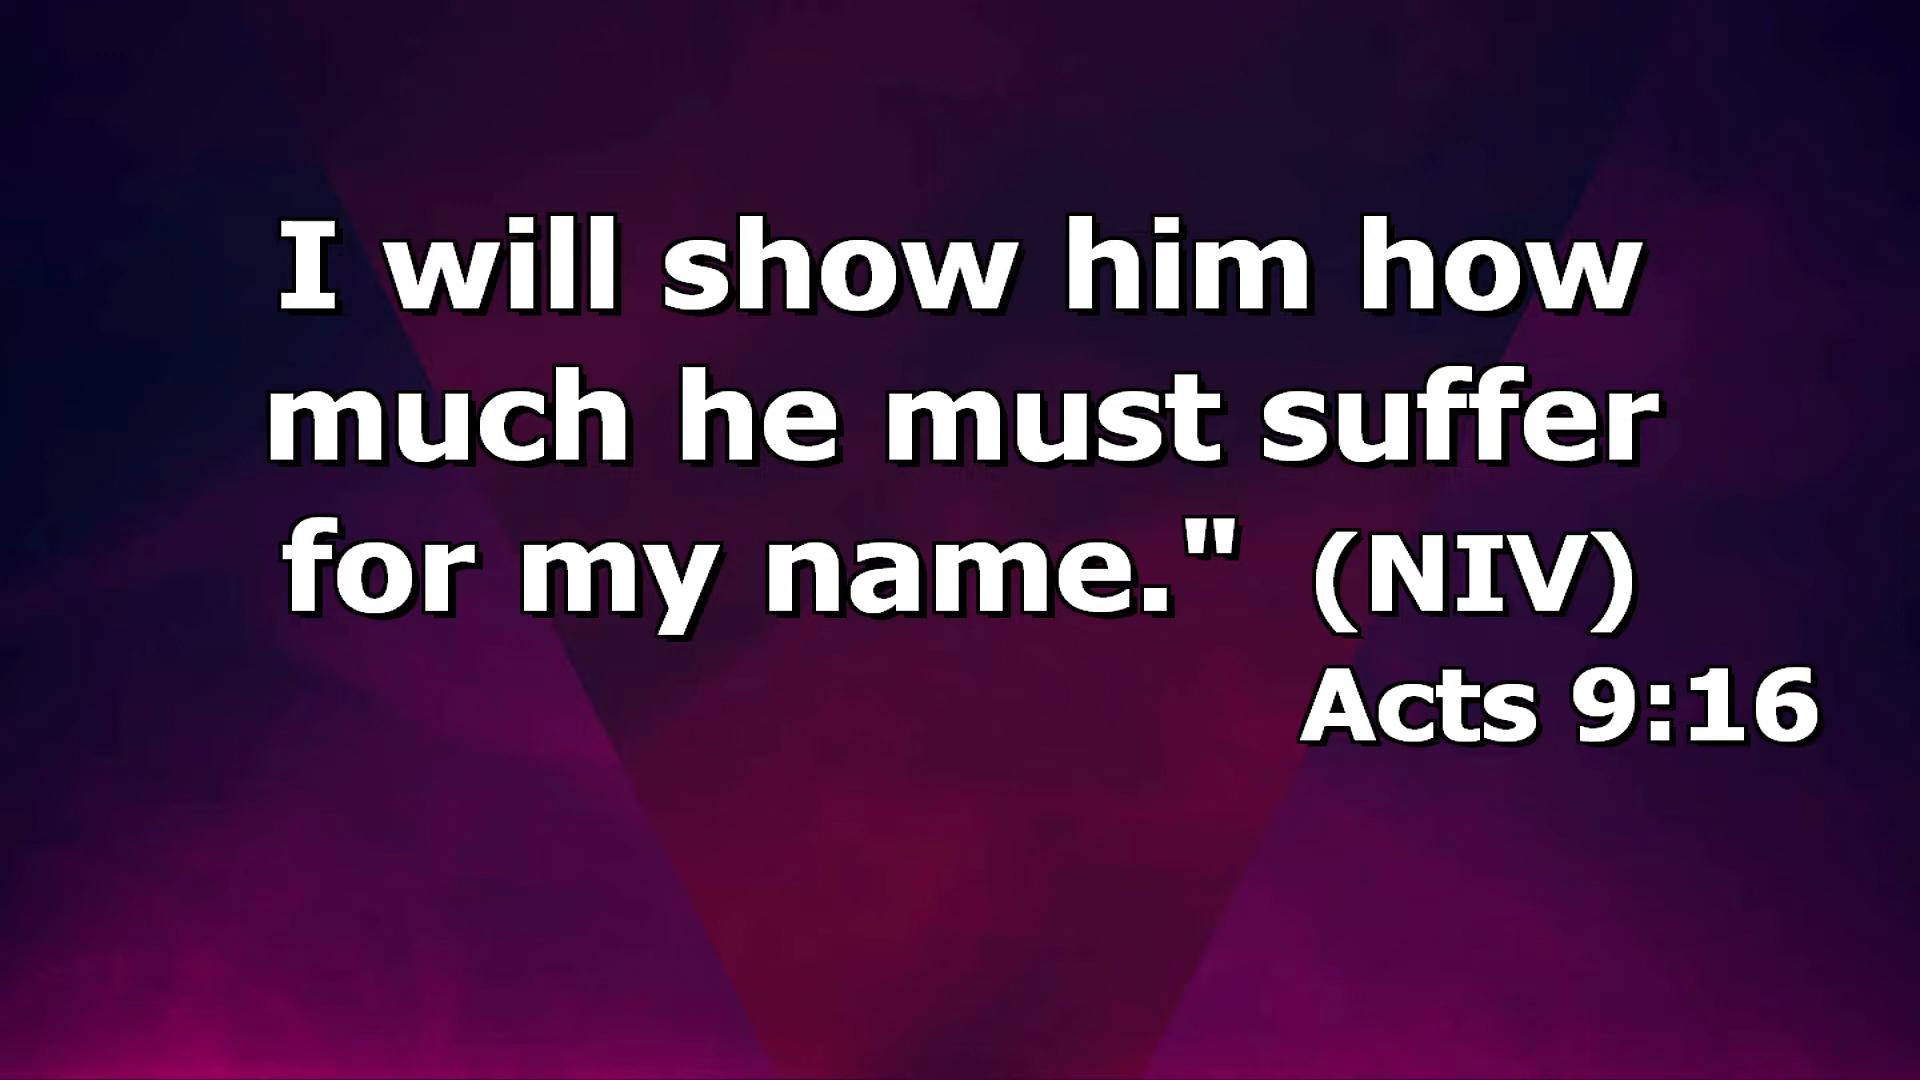 I will show him how
much he must suffer
for my name." (NIV)
Acts 9:16